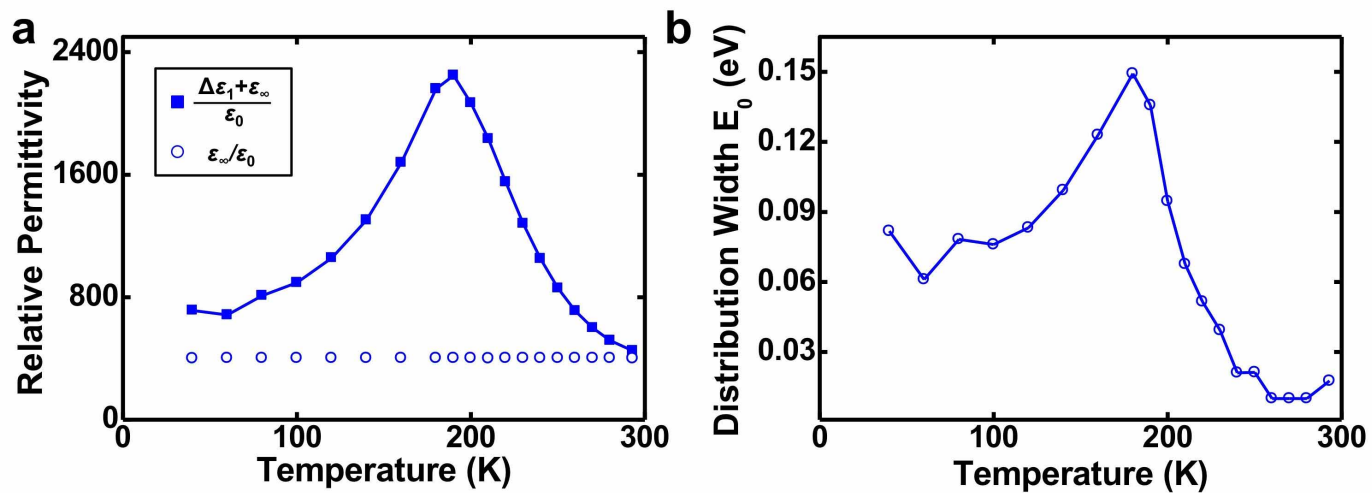 a
2400
1600
800
0
Relative Permittivity
Δε1+ε∞
ε0
ε∞/ε0
0
100
200
300
Temperature (K)
b
0.15
0.12
0.09
0.06
0.03
Distribution Width E0 (eV)
0
100
200
300
Temperature (K)